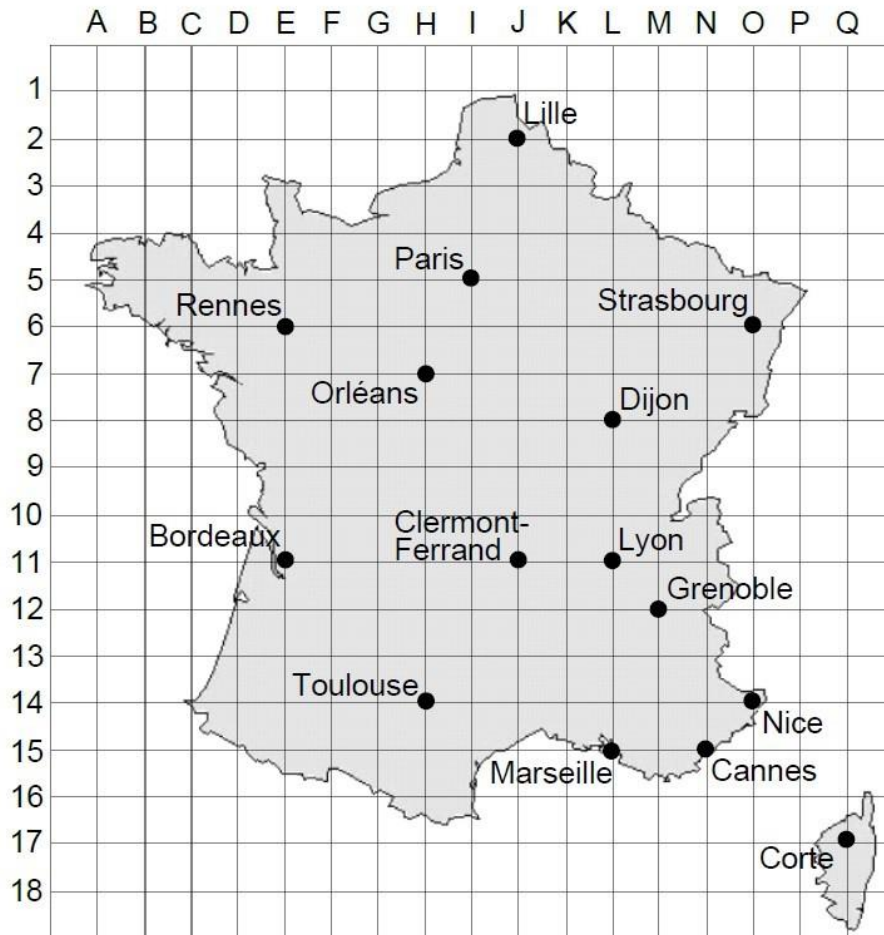 A B C D E F G H I J K L M N O P Q
1
Lille
2
3
4
Paris
5
Strasbourg
Rennes
6
7
Orléans
Dijon
8
9
10
Clermont-
Bordeaux
Ferrand
Lyon
11
Grenoble
12
13
Toulouse
14
Nice
15
Marseille
Cannes
16
17
Corte
18